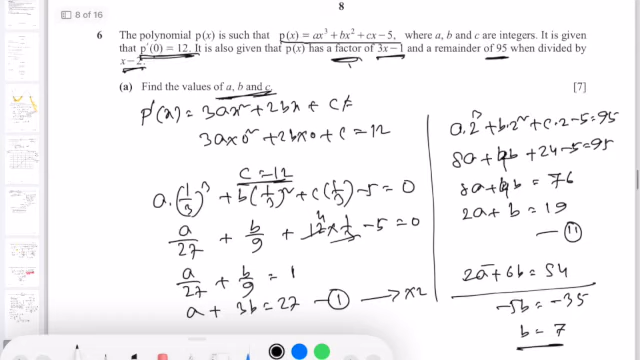 8 of 16
8
6 The polynomial p(x) is such that p(x) = ax³ + bx² + cx − 5, where a, b and c are integers. It is given
that p′(0) = 12. It is also given that p(x) has a factor of 3x − 1 and a remainder of 95 when divided by
x − 2.
(a) Find the values of a, b and c. [7]
p′(x) = 3ax² + 2bx + c
3a×0² + 2b×0 + c = 12
c = 12
a·(1/3)³ + b(1/3)² + c(1/3) − 5 = 0
a/27 + b/9 + 12 × 1/3 − 5 = 0
a/27 + b/9 = 1
a + 3b = 27 — ① → ×2
a·2³ + b·2² + c·2 − 5 = 95
8a + 4b + 24 − 5 = 95
8a + 4b = 76
2a + b = 19
— ⑪
2a + 6b = 54
−5b = −35
b = 7